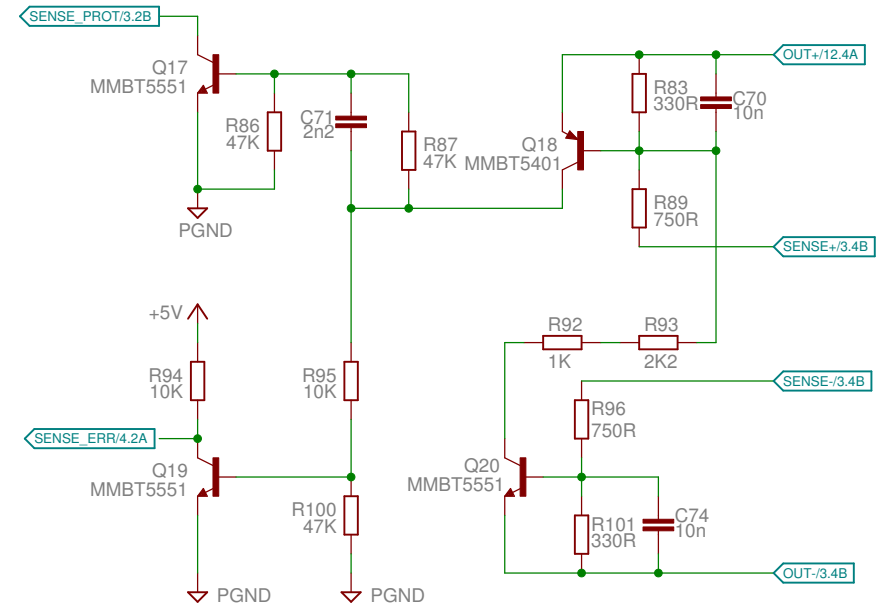 SENSE_PROT/3.2B
Q17
MMBT5551
R86
47K
C71
2n2
R87
47K
PGND
Q18
MMBT5401
OUT+/12.4A
R83
330R
C70
10n
R89
750R
SENSE+/3.4B
+5V
R94
10K
R95
10K
R92
1K
R93
2K2
SENSE-/3.4B
SENSE_ERR/4.2A
Q19
MMBT5551
R100
47K
Q20
MMBT5551
R96
750R
R101
330R
C74
10n
OUT-/3.4B
PGND
PGND